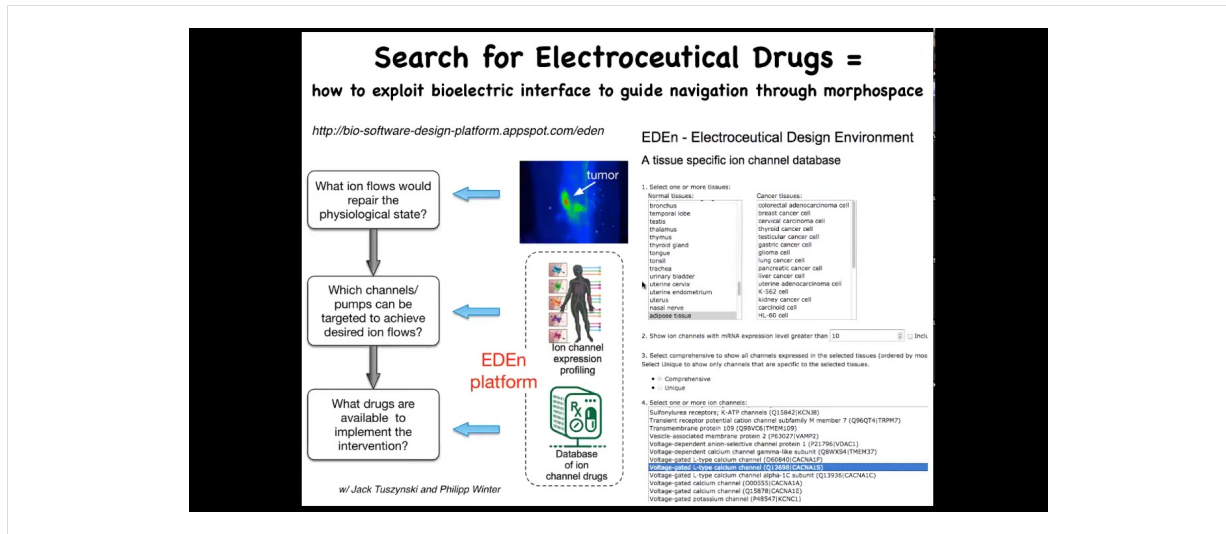 Search for Electroceutical Drugs =
how to exploit bioelectric interface to guide navigation through morphospace
http://bio-software-design-platform.appspot.com/eden
What ion flows would
repair the
physiological state?
Which channels/
pumps can be
targeted to achieve
desired ion flows?
What drugs are
available to
implement the
intervention?
w/ Jack Tuszynski and Philipp Winter
tumor
Ion channel
expression
profiling
EDEn
platform
Database
of ion
channel drugs
EDEn - Electroceutical Design Environment
A tissue specific ion channel database
1. Select one or more tissues:
Normal tissues:
bronchus
temporal lobe
testis
thalamus
thymus
thyroid gland
tongue
tonsil
trachea
urinary bladder
uterine cervix
uterine endometrium
uterus
nasal nerve
adipose tissue
Cancer tissues:
colorectal adenocarcinoma cell
breast cancer cell
cervical carcinoma cell
thyroid cancer cell
testicular cancer cell
gastric cancer cell
glioma cell
lung cancer cell
pancreatic cancer cell
liver cancer cell
uterine adenocarcinoma cell
K-562 cell
kidney cancer cell
carcinoid cell
HL-60 cell
2. Show ion channels with mRNA expression level greater than 10 Inclu
3. Select comprehensive to show all channels expressed in the selected tissues (ordered by mos
Select Unique to show only channels that are specific to the selected tissues.
Comprehensive
Unique
4. Select one or more ion channels:
Sulfonylurea receptors; K-ATP channels (Q15842|KCNJ8)
Transient receptor potential cation channel subfamily M member 7 (Q96QT4|TRPM7)
Transmembrane protein 109 (Q9BVC6|TMEM109)
Vesicle-associated membrane protein 2 (P63027|VAMP2)
Voltage-dependent anion-selective channel protein 1 (P21796|VDAC1)
Voltage-dependent calcium channel gamma-like subunit (Q8WXS4|TMEM37)
Voltage-gated L-type calcium channel (O60840|CACNA1F)
Voltage-gated L-type calcium channel (Q13698|CACNA1S)
Voltage-gated L-type calcium channel alpha-1C subunit (Q13936|CACNA1C)
Voltage-gated calcium channel (O00555|CACNA1A)
Voltage-gated calcium channel (Q15878|CACNA1E)
Voltage-gated potassium channel (P48547|KCNC1)